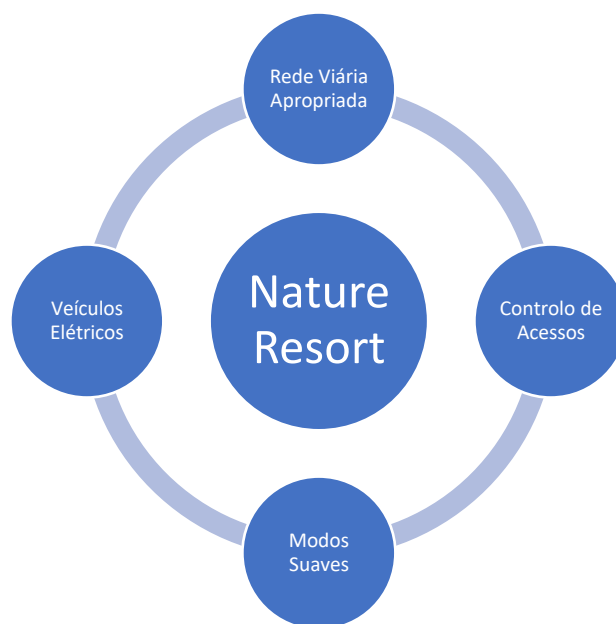 Rede Viária
Apropriada
Veículos
Elétricos
Nature
Resort
Controlo de
Acessos
Modos
Suaves